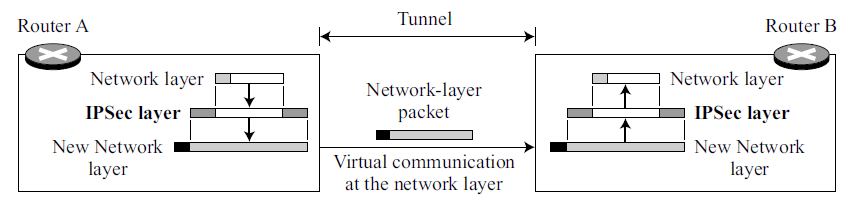 Tunnel
Router A
Router B
Network layer
IPSec layer
New Network
layer
Network-layer
packet
Virtual communication
at the network layer
Network layer
IPSec layer
New Network
layer